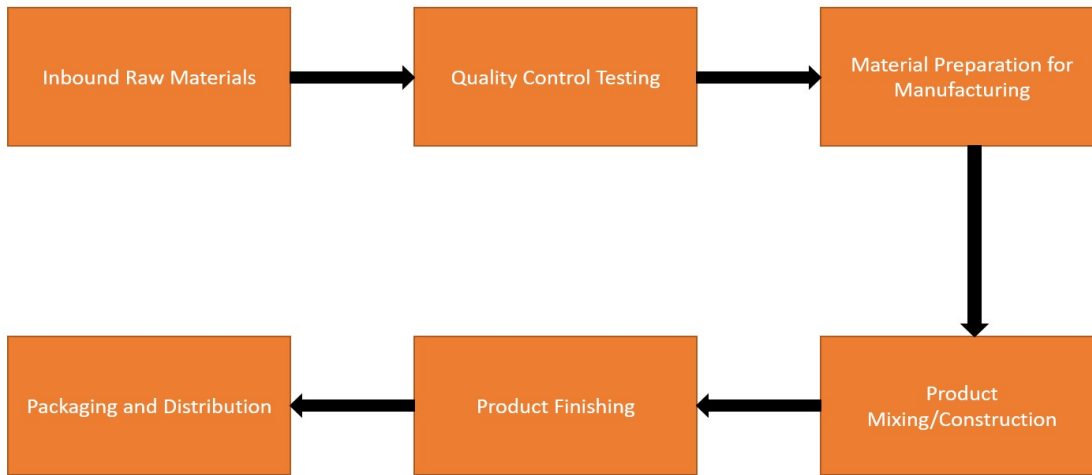 Inbound Raw Materials
Quality Control Testing
Material Preparation for
Manufacturing
Product
Mixing/Construction
Product Finishing
Packaging and Distribution